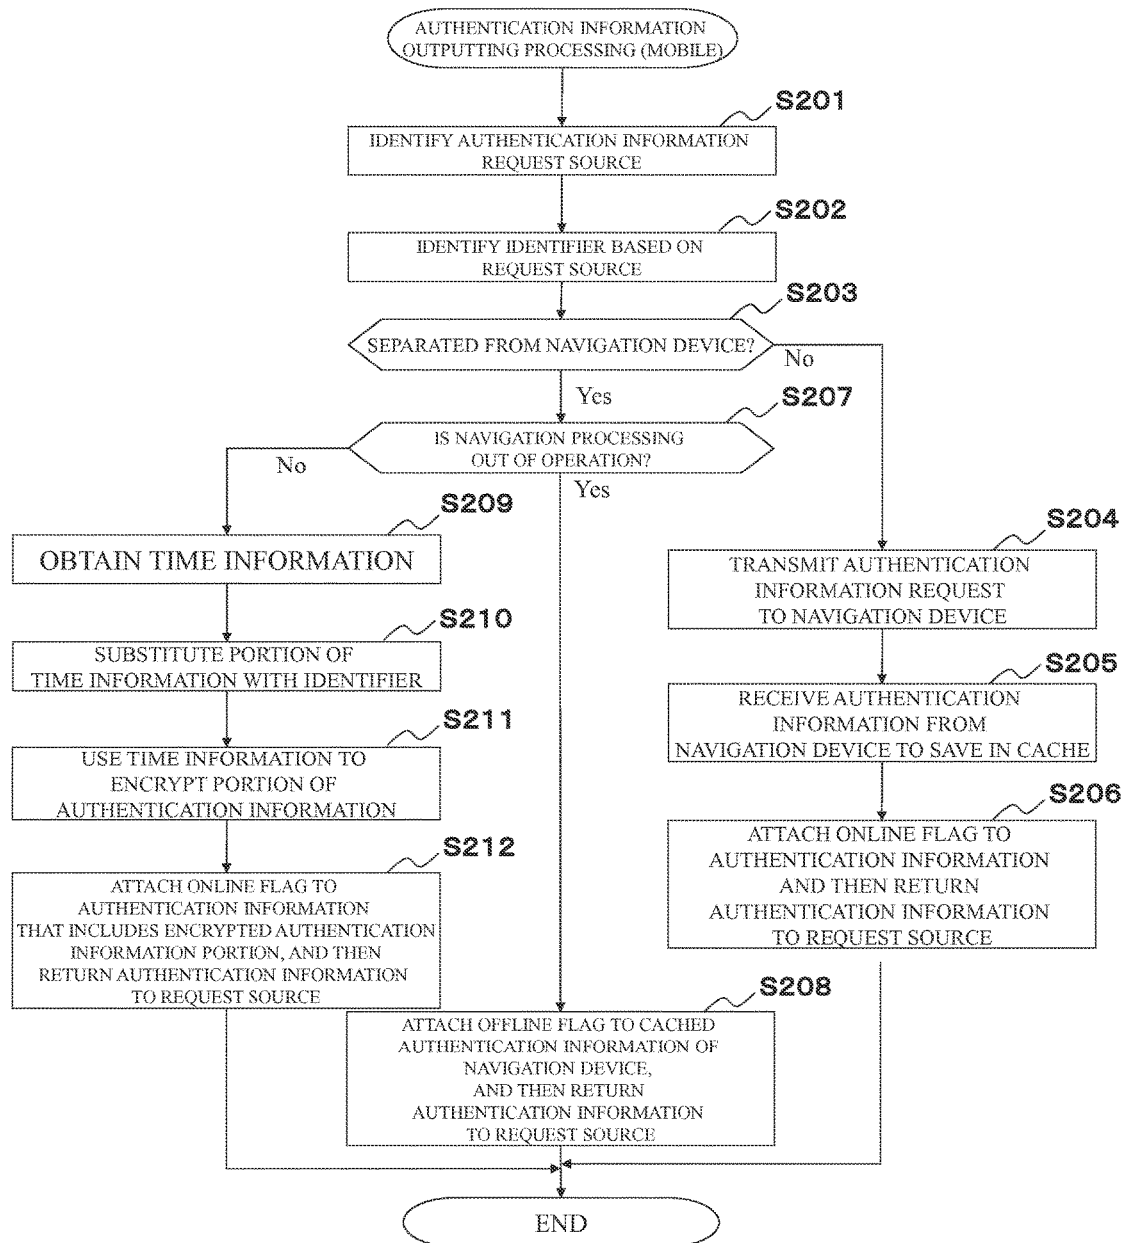 AUTHENTICATION INFORMATION
OUTPUTTING PROCESSING (MOBILE)
S201
IDENTIFY AUTHENTICATION INFORMATION
REQUEST SOURCE
S202
IDENTIFY IDENTIFIER BASED ON
REQUEST SOURCE
S203
SEPARATED FROM NAVIGATION DEVICE?
No
Yes
S207
IS NAVIGATION PROCESSING
OUT OF OPERATION?
No
Yes
S209
OBTAIN TIME INFORMATION
S210
SUBSTITUTE PORTION OF
TIME INFORMATION WITH IDENTIFIER
S211
USE TIME INFORMATION TO
ENCRYPT PORTION OF
AUTHENTICATION INFORMATION
S212
ATTACH ONLINE FLAG TO
AUTHENTICATION INFORMATION
THAT INCLUDES ENCRYPTED AUTHENTICATION
INFORMATION PORTION, AND THEN
RETURN AUTHENTICATION INFORMATION
TO REQUEST SOURCE
S204
TRANSMIT AUTHENTICATION
INFORMATION REQUEST
TO NAVIGATION DEVICE
S205
RECEIVE AUTHENTICATION
INFORMATION FROM
NAVIGATION DEVICE TO SAVE IN CACHE
S206
ATTACH ONLINE FLAG TO
AUTHENTICATION INFORMATION
AND THEN RETURN
AUTHENTICATION INFORMATION
TO REQUEST SOURCE
S208
ATTACH OFFLINE FLAG TO CACHED
AUTHENTICATION INFORMATION OF
NAVIGATION DEVICE,
AND THEN RETURN
AUTHENTICATION INFORMATION
TO REQUEST SOURCE
END